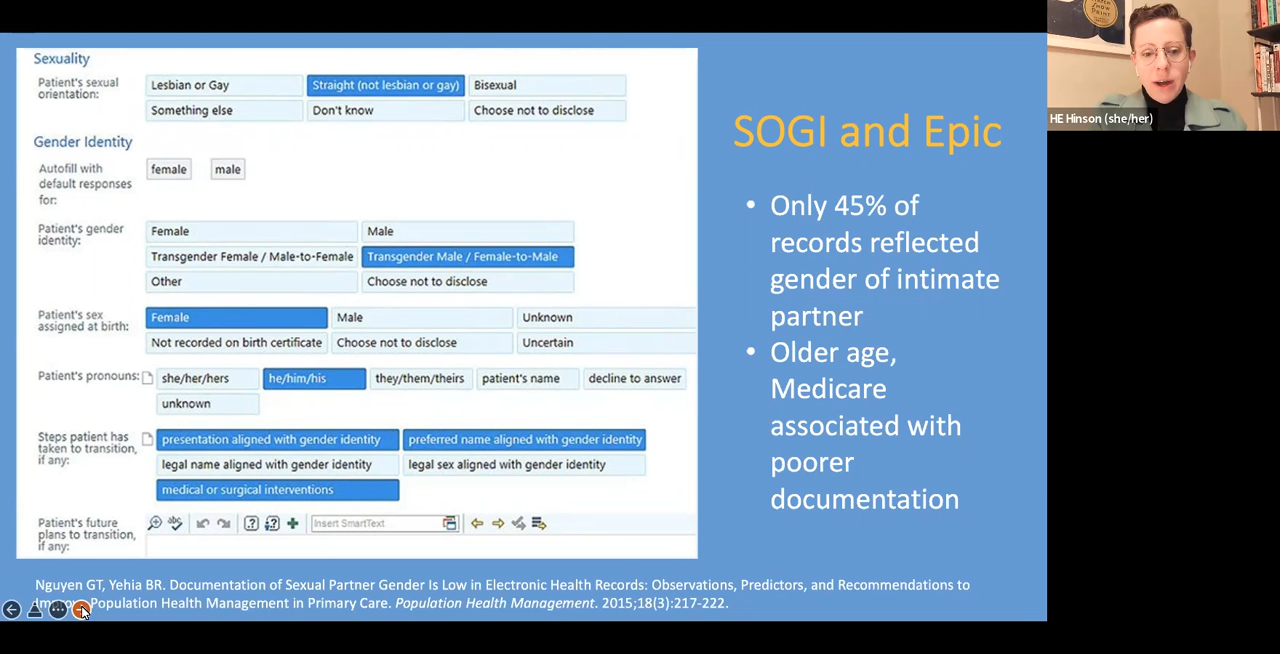 Sexuality
Patient's sexual orientation:
Lesbian or Gay
Straight (not lesbian or gay)
Bisexual
Something else
Don't know
Choose not to disclose
Gender Identity
Autofill with default responses for:
female
male
Patient's gender identity:
Female
Male
Transgender Female / Male-to-Female
Transgender Male / Female-to-Male
Other
Choose not to disclose
Patient's sex assigned at birth:
Female
Male
Unknown
Not recorded on birth certificate
Choose not to disclose
Uncertain
Patient's pronouns:
she/her/hers
he/him/his
they/them/theirs
patient's name
decline to answer
unknown
Steps patient has taken to transition, if any:
presentation aligned with gender identity
preferred name aligned with gender identity
legal name aligned with gender identity
legal sex aligned with gender identity
medical or surgical interventions
Patient's future plans to transition, if any:
Insert SmartText
SOGI and Epic
• Only 45% of
records reflected
gender of intimate
partner
• Older age,
Medicare
associated with
poorer
documentation
Nguyen GT, Yehia BR. Documentation of Sexual Partner Gender Is Low in Electronic Health Records: Observations, Predictors, and Recommendations to
Population Health Management in Primary Care. Population Health Management. 2015;18(3):217-222.
HE Hinson (she/her)